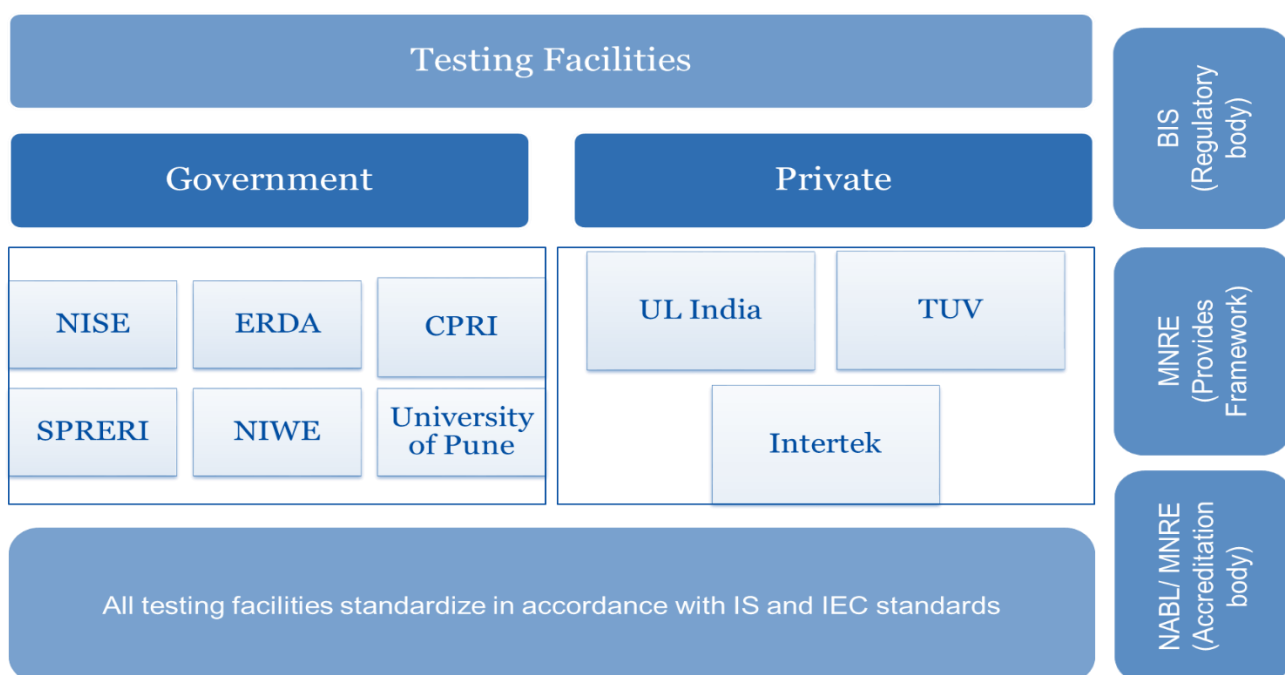 Testing Facilities
Government
Private
NISE
ERDA
CPRI
SPRERI
NIWE
University
of Pune
UL India
TUV
Intertek
All testing facilities standardize in accordance with IS and IEC standards
BIS
(Regulatory
body)
MNRE
(Provides
Framework)
NABL/ MNRE
(Accreditation
body)